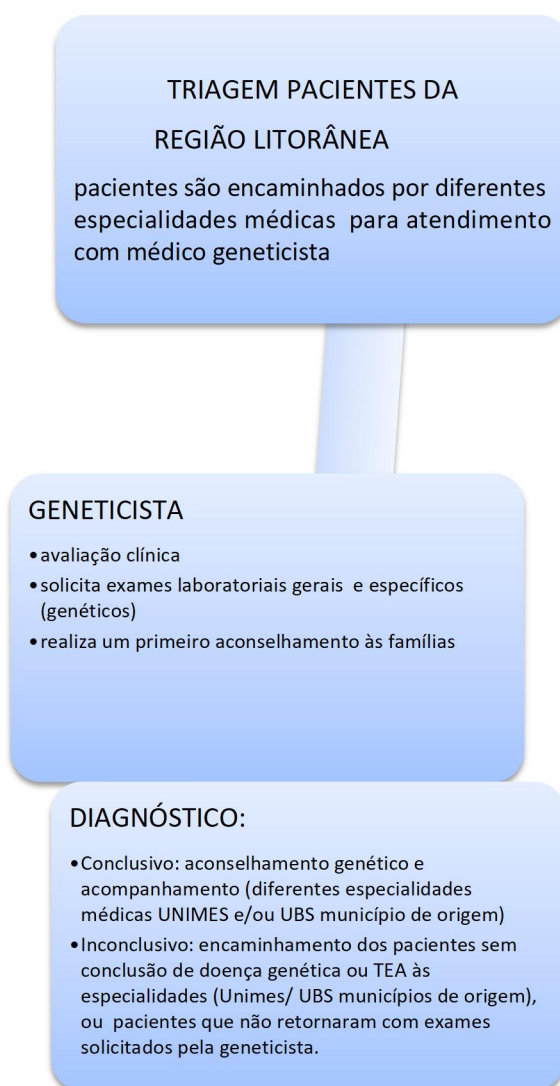 TRIAGEM PACIENTES DA
REGIÃO LITORÂNEA
pacientes são encaminhados por diferentes
especialidades médicas para atendimento
com médico geneticista
GENETICISTA
•avaliação clínica
•solicita exames laboratoriais gerais e específicos
(genéticos)
•realiza um primeiro aconselhamento às famílias
DIAGNÓSTICO:
•Conclusivo: aconselhamento genético e
acompanhamento (diferentes especialidades
médicas UNIMES e/ou UBS município de origem)
•Inconclusivo: encaminhamento dos pacientes sem
conclusão de doença genética ou TEA às
especialidades (Unimes/ UBS municípios de origem),
ou pacientes que não retornaram com exames
solicitados pela geneticista.